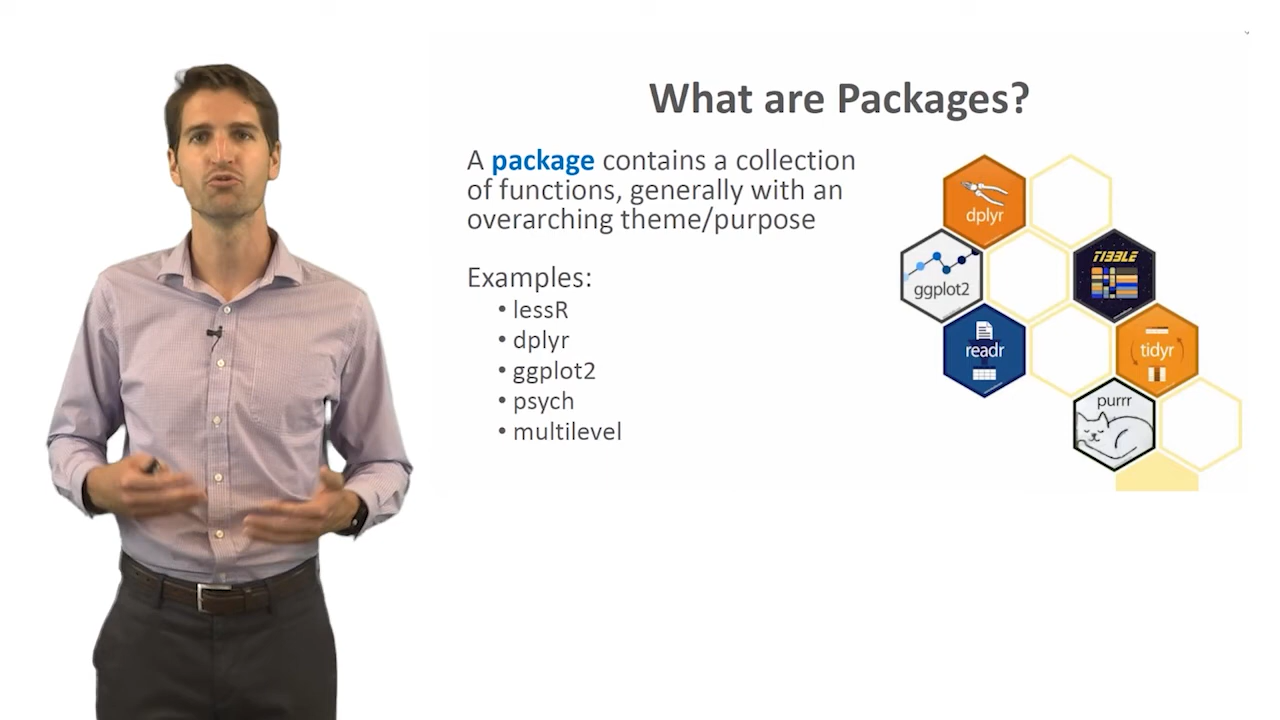 What are Packages?
A package contains a collection
of functions, generally with an
overarching theme/purpose
Examples:
• lessR
• dplyr
• ggplot2
• psych
• multilevel
dplyr
ggplot2
TIBBLE
readr
tidyr
purrr